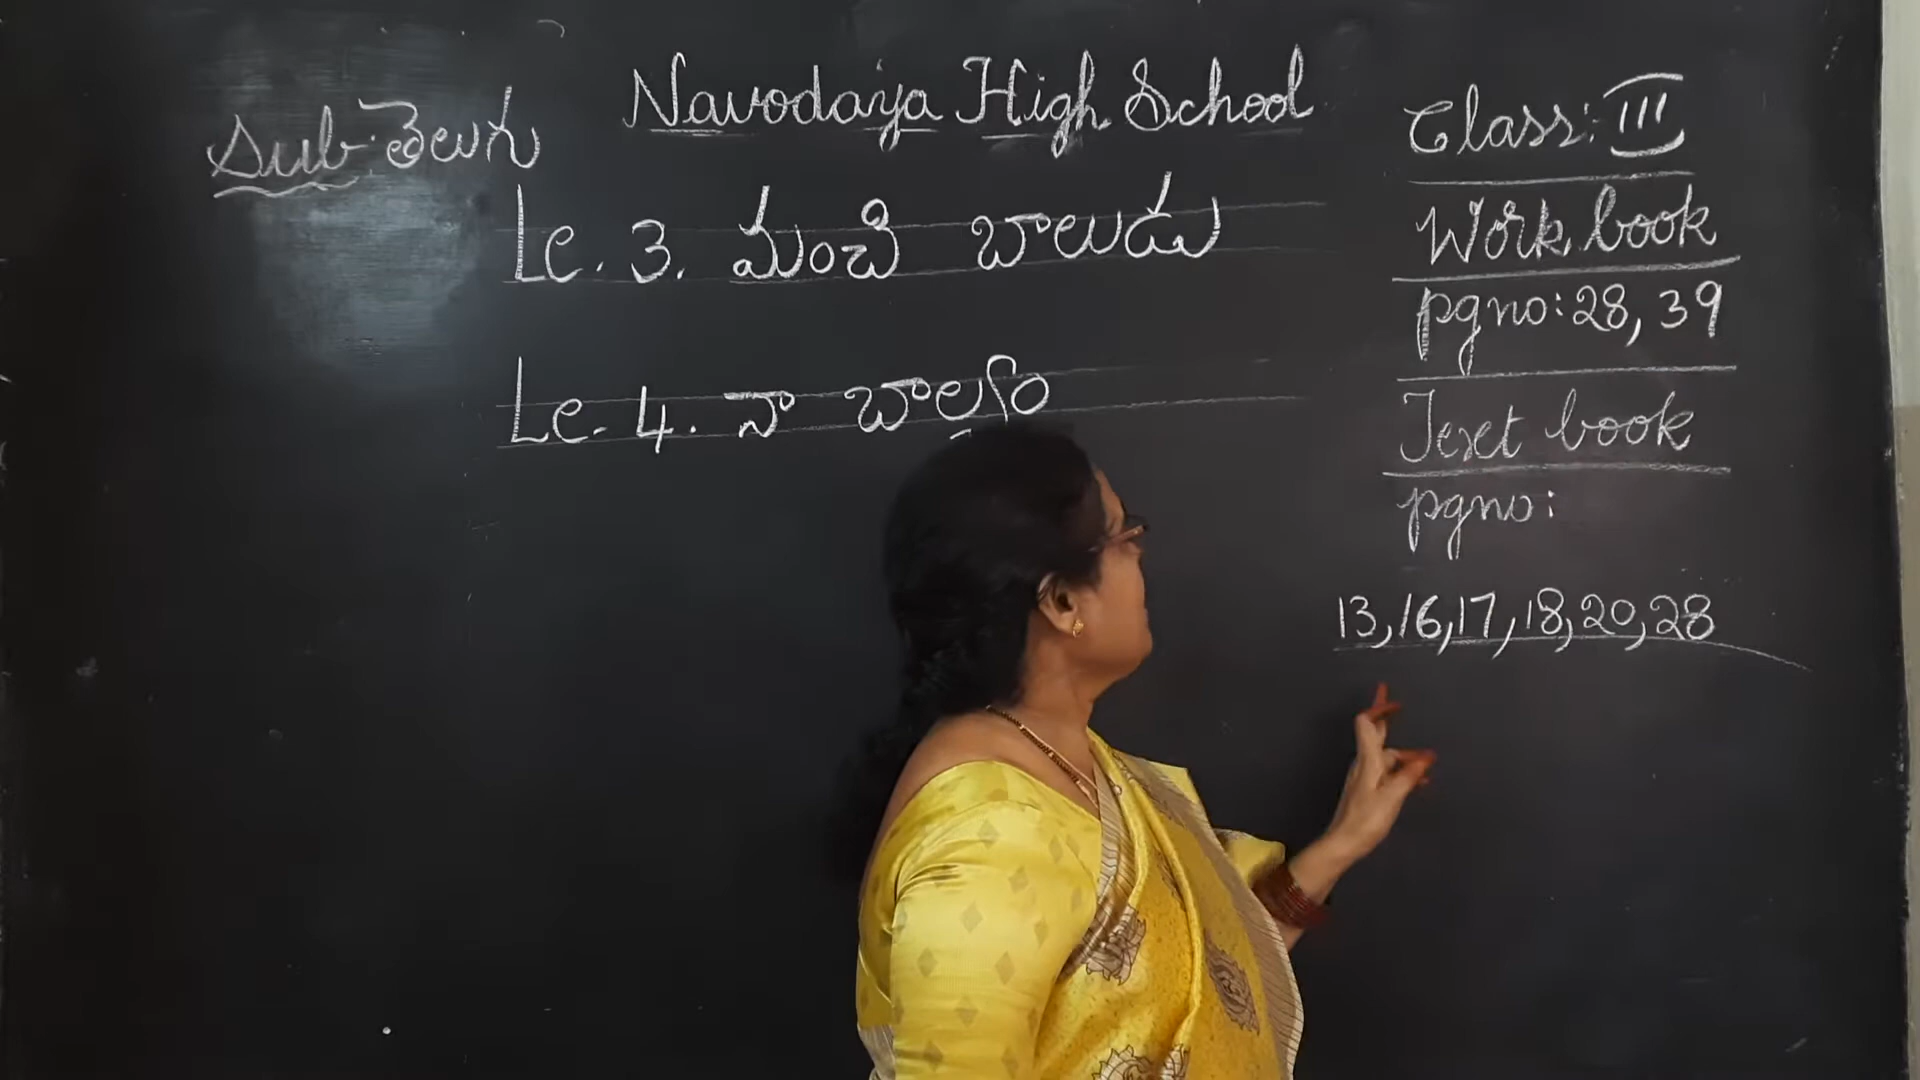 Navodaya High School
Sub: తెలుగు
Class: III
Le. 3. మంచి బాలుడు
Work book
pgno: 28, 39
Le. 4. నా బాల్యం
Text book
pgno:
13, 16, 17, 18, 20, 28